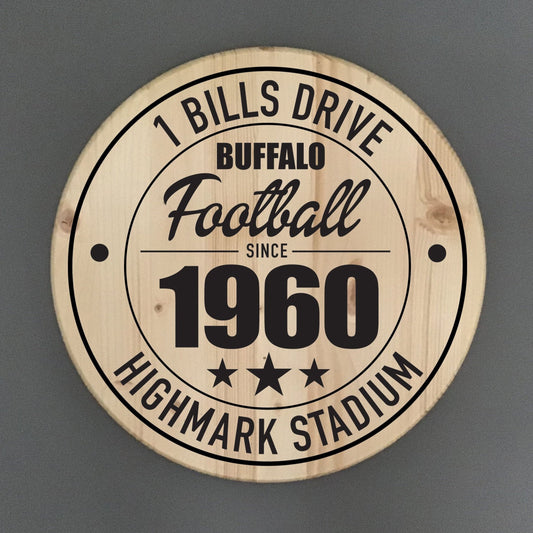 1 BILLS DRIVE
BUFFALO
Football
SINCE
1960
HIGHMARK STADIUM